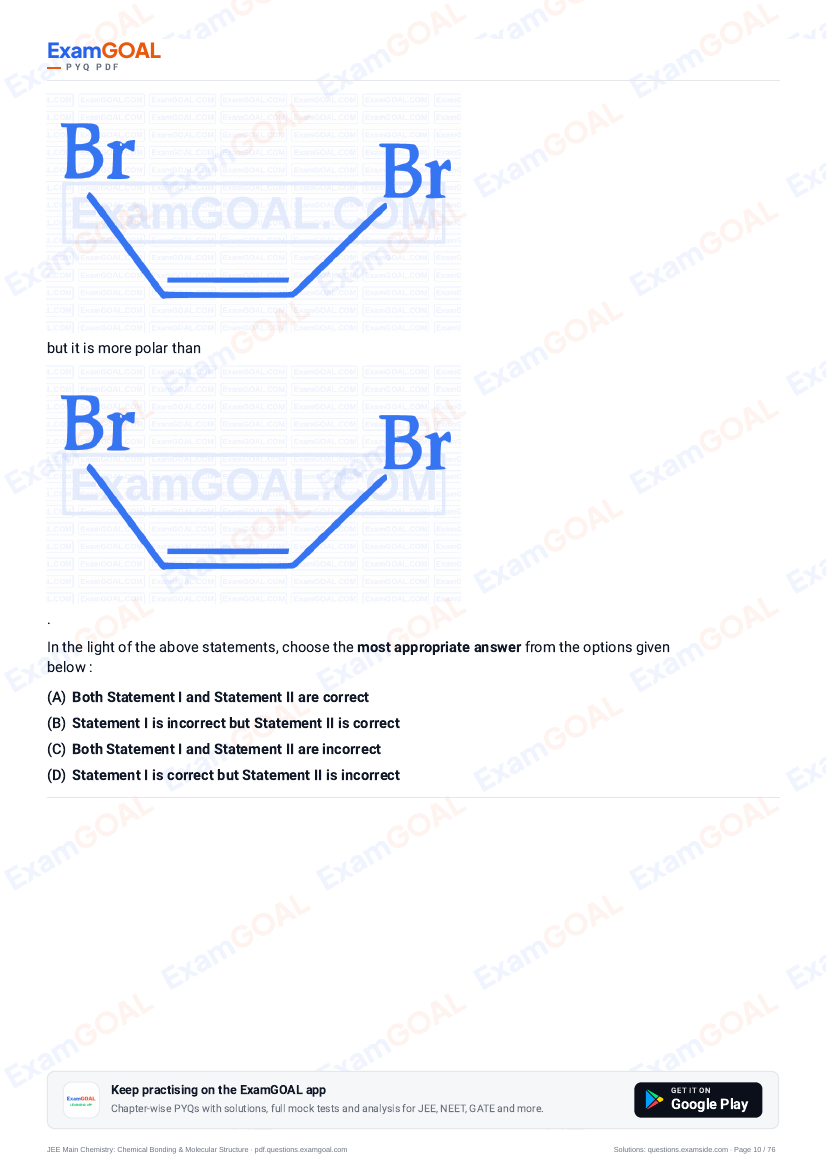 ExamGOAL
PYQ PDF
Br
Br
ExamGOAL.COM
but it is more polar than
Br
Br
ExamGOAL.COM
.
In the light of the above statements, choose the most appropriate answer from the options given
below :
(A) Both Statement I and Statement II are correct
(B) Statement I is incorrect but Statement II is correct
(C) Both Statement I and Statement II are incorrect
(D) Statement I is correct but Statement II is incorrect
ExamGOAL
Keep practising on the ExamGOAL app
Chapter-wise PYQs with solutions, full mock tests and analysis for JEE, NEET, GATE and more.
GET IT ON
Google Play
JEE Main Chemistry: Chemical Bonding & Molecular Structure · pdf.questions.examgoal.com
Solutions: questions.examside.com · Page 10 / 76